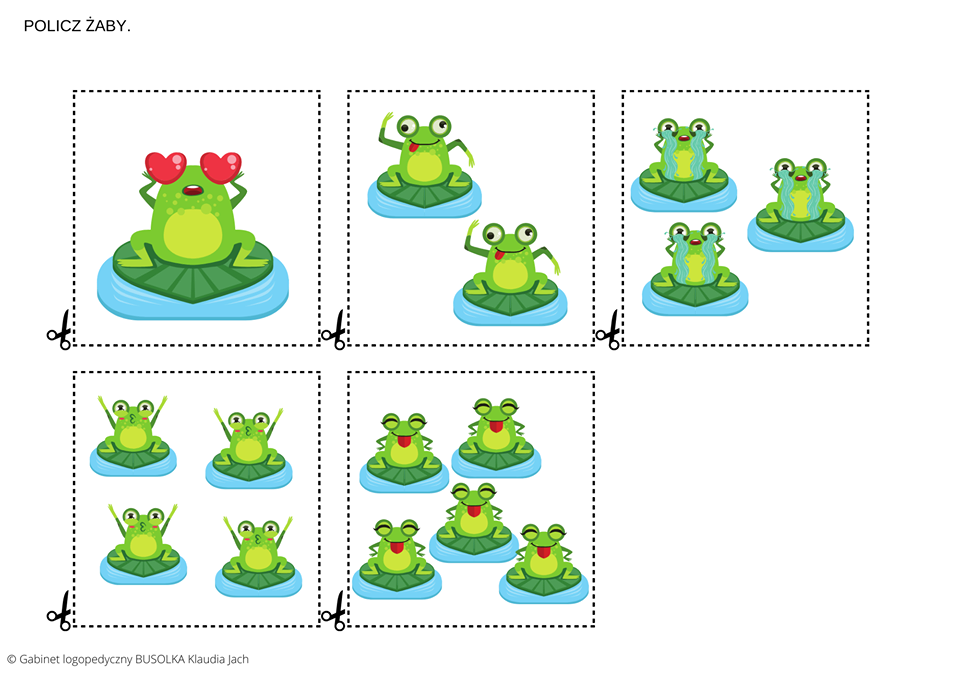 POLICZ ŻABY.
© Gabinet logopedyczny BUSOLKA Klaudia Jach